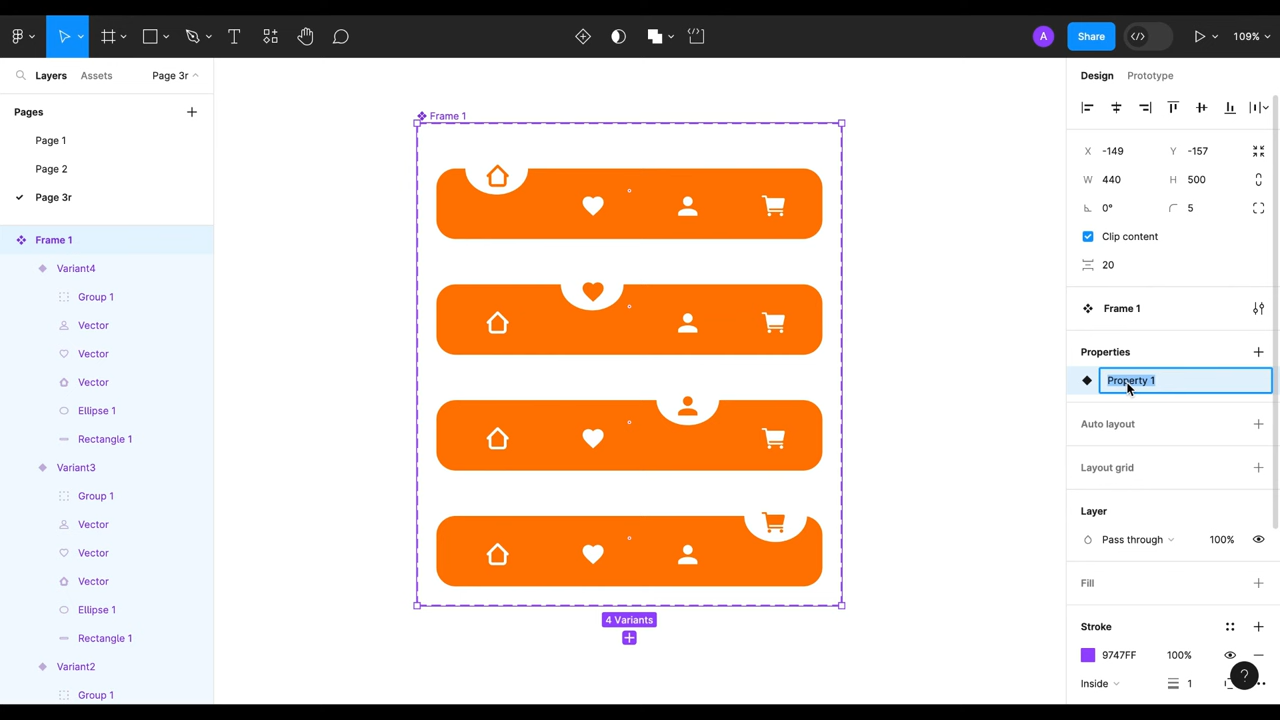 A
Share
109%
Layers
Assets
Page 3r
Pages
Page 1
Page 2
Page 3r
Frame 1
Variant4
Group 1
Vector
Vector
Vector
Ellipse 1
Rectangle 1
Variant3
Group 1
Vector
Vector
Vector
Ellipse 1
Rectangle 1
Variant2
Group 1
Frame 1
4 Variants
Design
Prototype
X -149
Y -157
W 440
H 500
0°
5
Clip content
20
Frame 1
Properties
Property 1
Auto layout
Layout grid
Layer
Pass through
100%
Fill
Stroke
9747FF
100%
Inside
1
?